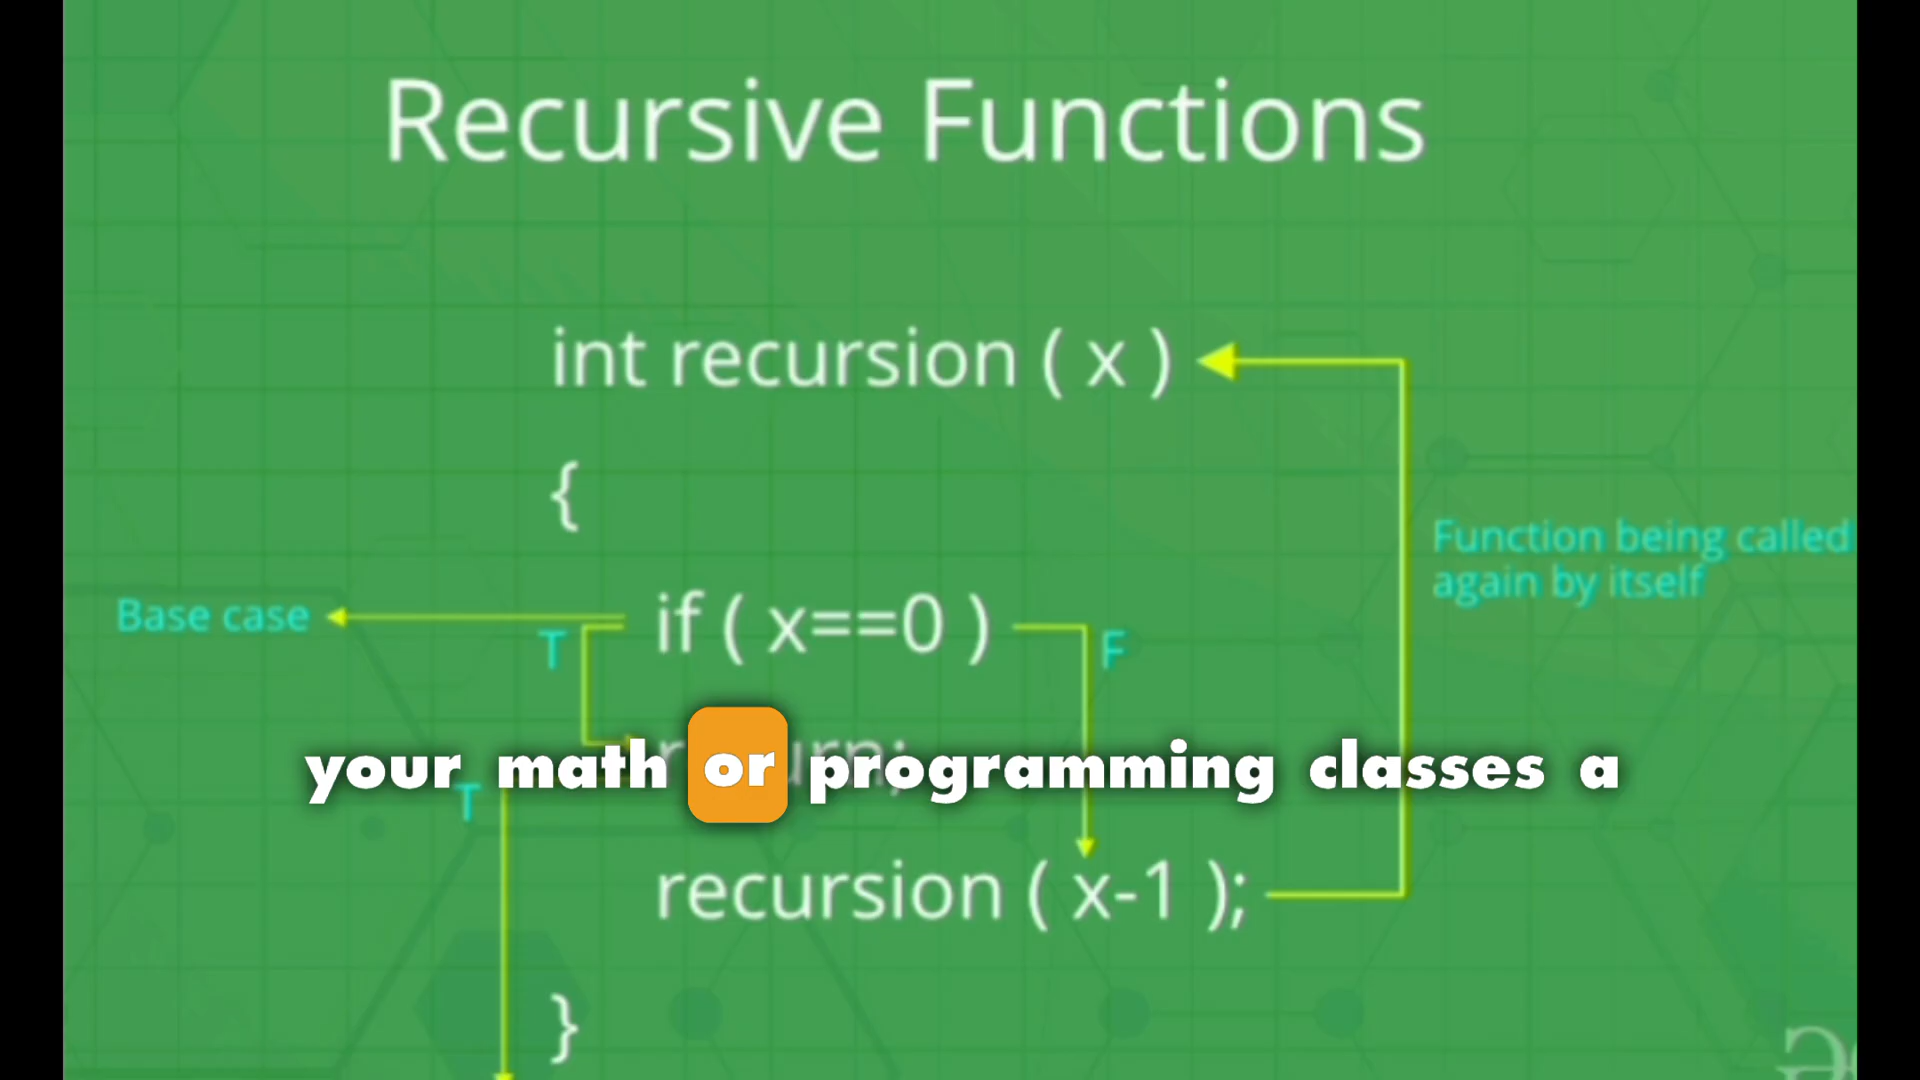 Recursive Functions
int recursion ( x )
{
Function being called
again by itself
Base case
if ( x==0 )
T
F
your math or programming classes a
T
recursion ( x-1 );
}